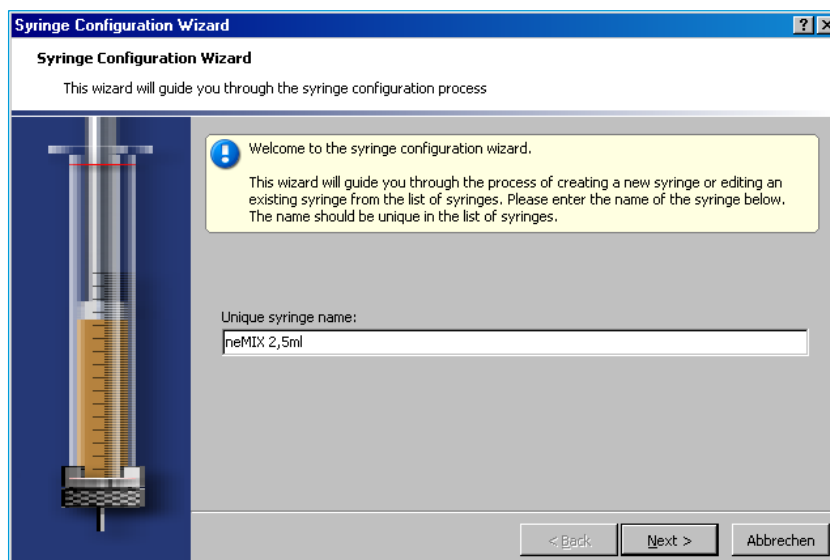 Syringe Configuration Wizard
Syringe Configuration Wizard
This wizard will guide you through the syringe configuration process
Welcome to the syringe configuration wizard.
This wizard will guide you through the process of creating a new syringe or editing an
existing syringe from the list of syringes. Please enter the name of the syringe below.
The name should be unique in the list of syringes.
Unique syringe name:
neMIX 2,5ml
< Back Next > Abbrechen